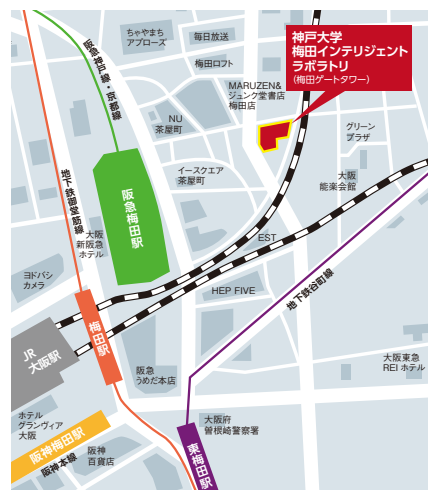 神戸大学
梅田インテリジェント
ラボラトリ
(梅田ゲートタワー)
ちゃやまち
アプローズ
毎日放送
梅田ロフト
阪急神戸線・京都線
MARUZEN&
ジュンク堂書店
梅田店
NU
茶屋町
グリーン
プラザ
地下鉄御堂筋線
イースクエア
茶屋町
大阪
能楽会館
阪急梅田駅
大阪
新阪急
ホテル
EST
ヨドバシ
カメラ
HEP FIVE
地下鉄谷町線
梅田駅
JR
大阪駅
阪急
うめだ本店
大阪東急
REIホテル
ホテル
グランヴィア
大阪
大阪府
曽根崎警察署
阪神梅田駅
阪神本線
阪神
百貨店
東梅田駅